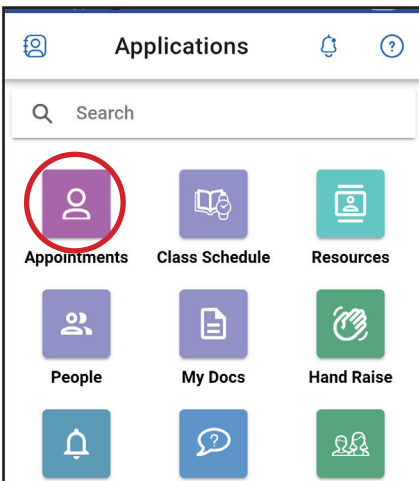 Applications
?
Search
Appointments Class Schedule Resources
People My Docs Hand Raise
?